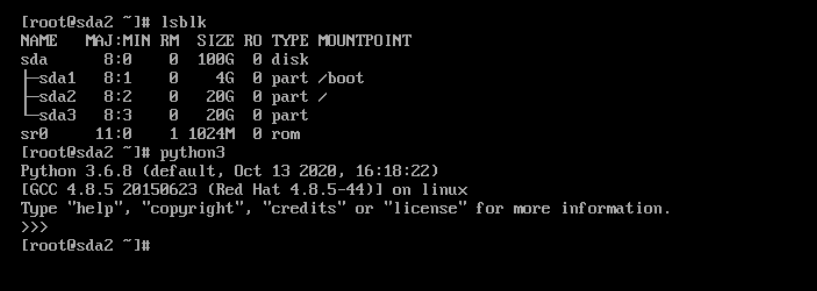 [root@sda2 ~]# lsblk
NAME   MAJ:MIN RM  SIZE RO TYPE MOUNTPOINT
sda      8:0    0  100G  0 disk
├─sda1   8:1    0    4G  0 part /boot
├─sda2   8:2    0   20G  0 part /
└─sda3   8:3    0   20G  0 part
sr0     11:0    1 1024M  0 rom
[root@sda2 ~]# python3
Python 3.6.8 (default, Oct 13 2020, 16:18:22)
[GCC 4.8.5 20150623 (Red Hat 4.8.5-44)] on linux
Type "help", "copyright", "credits" or "license" for more information.
>>>
[root@sda2 ~]#